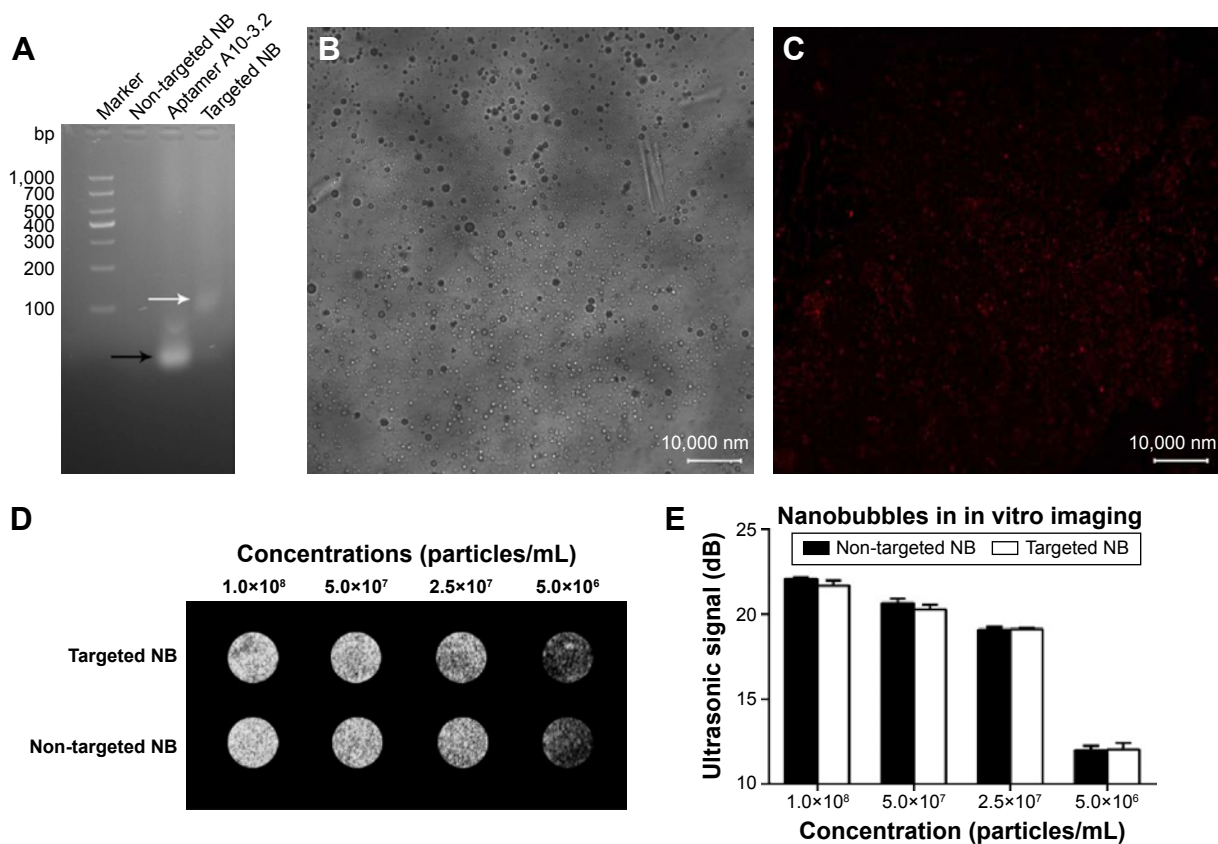 A
Marker
Non-targeted NB
Aptamer A10-3.2
Targeted NB
bp
1,000
700
500
400
300
200
100
B
10,000 nm
C
10,000 nm
D
Concentrations (particles/mL)
1.0×10⁸ 5.0×10⁷ 2.5×10⁷ 5.0×10⁶
Targeted NB
Non-targeted NB
E
Nanobubbles in in vitro imaging
Non-targeted NB Targeted NB
Ultrasonic signal (dB)
25
20
15
10
1.0×10⁸ 5.0×10⁷ 2.5×10⁷ 5.0×10⁶
Concentration (particles/mL)